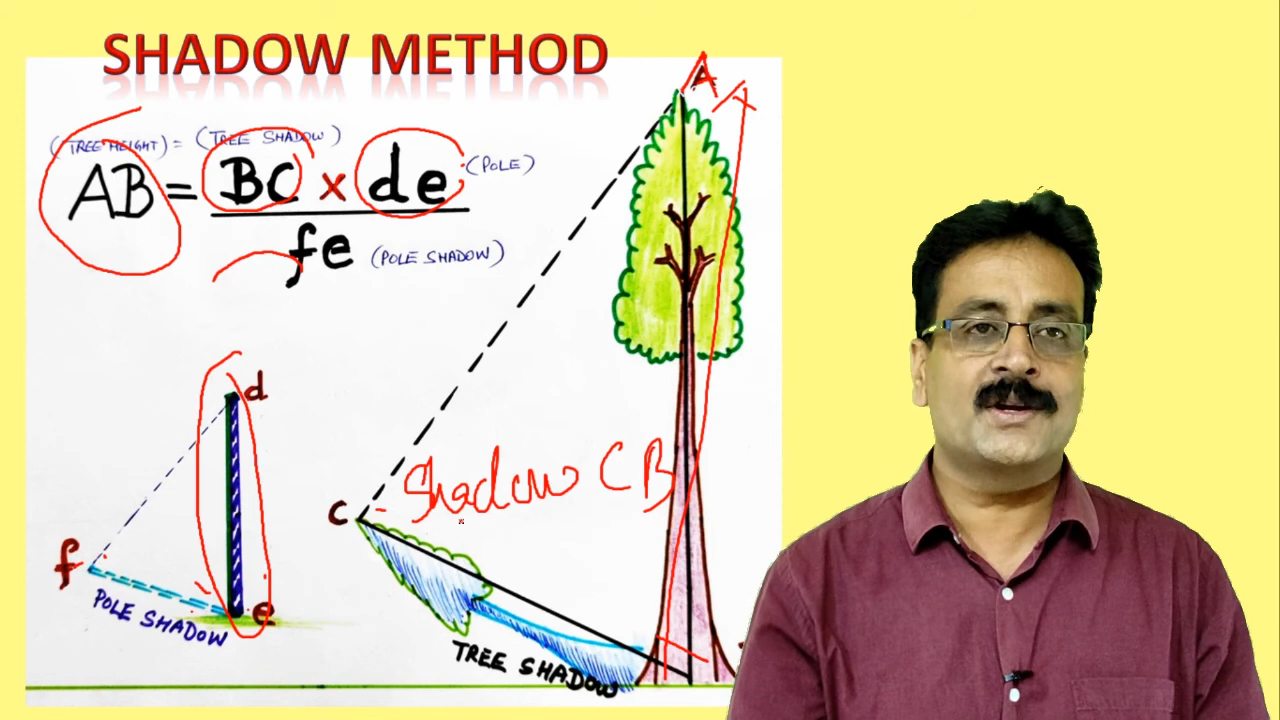 SHADOW METHOD
(TREE HEIGHT) = (TREE SHADOW)
AB = BC x de (POLE)
fe (POLE SHADOW)
A
d
Shadow CB
C
f
e
POLE SHADOW
TREE SHADOW